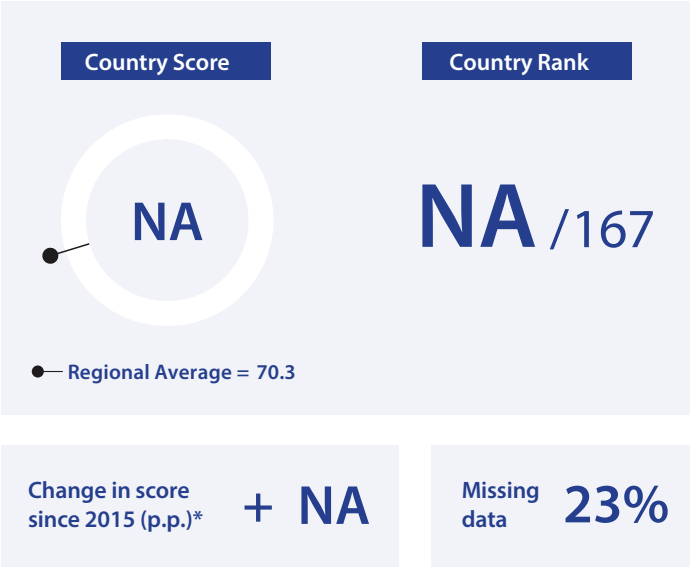 Country Score
Country Rank
NA
NA /167
Regional Average = 70.3
Change in score
since 2015 (p.p.)*
+ NA
Missing
data
23%